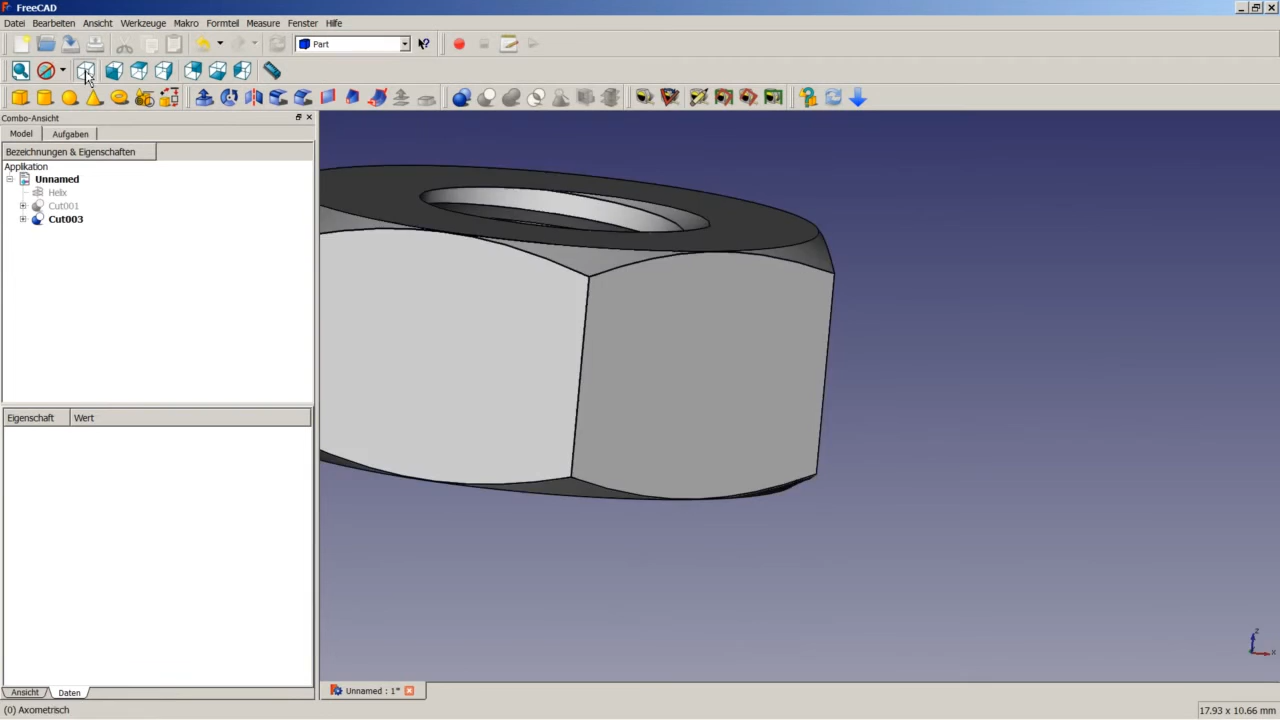 FreeCAD
Datei Bearbeiten Ansicht Werkzeuge Makro Formteil Measure Fenster Hilfe
Part
Combo-Ansicht
Model Aufgaben
Bezeichnungen & Eigenschaften
Applikation
Unnamed
Helix
Cut001
Cut003
Eigenschaft Wert
Ansicht Daten
Unnamed : 1*
z
x
(0) Axometrisch
17.93 x 10.66 mm